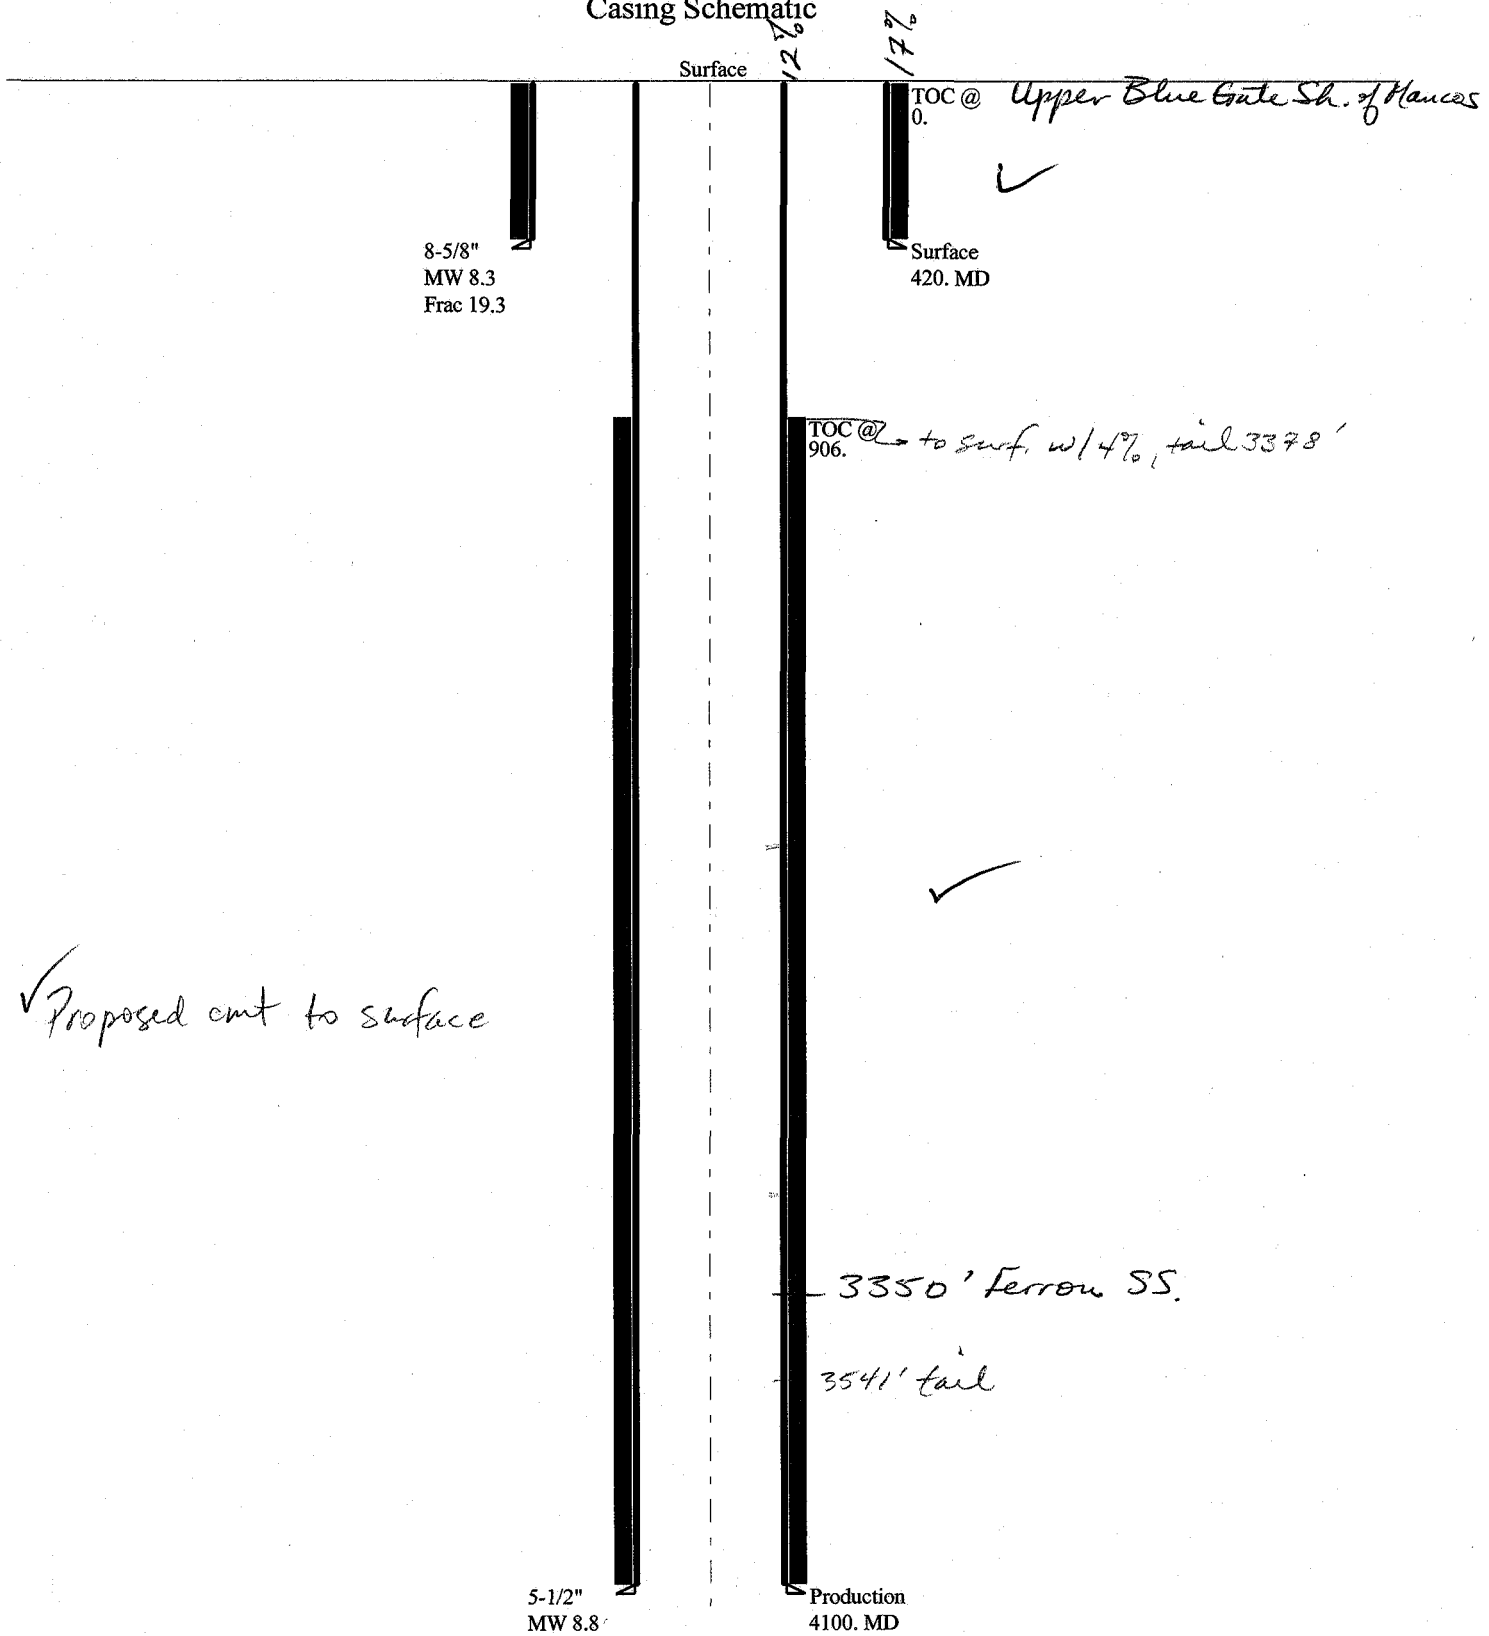 Casing Schematic
12%
17%
Surface
TOC @
0.
Upper Blue Gate Sh. of Mancos
8-5/8"
MW 8.3
Frac 19.3
Surface
420. MD
TOC @
906.
to surf. w/4%, tail 3378'
Proposed cmt to surface
3350' Ferron SS.
3541' tail
5-1/2"
MW 8.8
Production
4100. MD